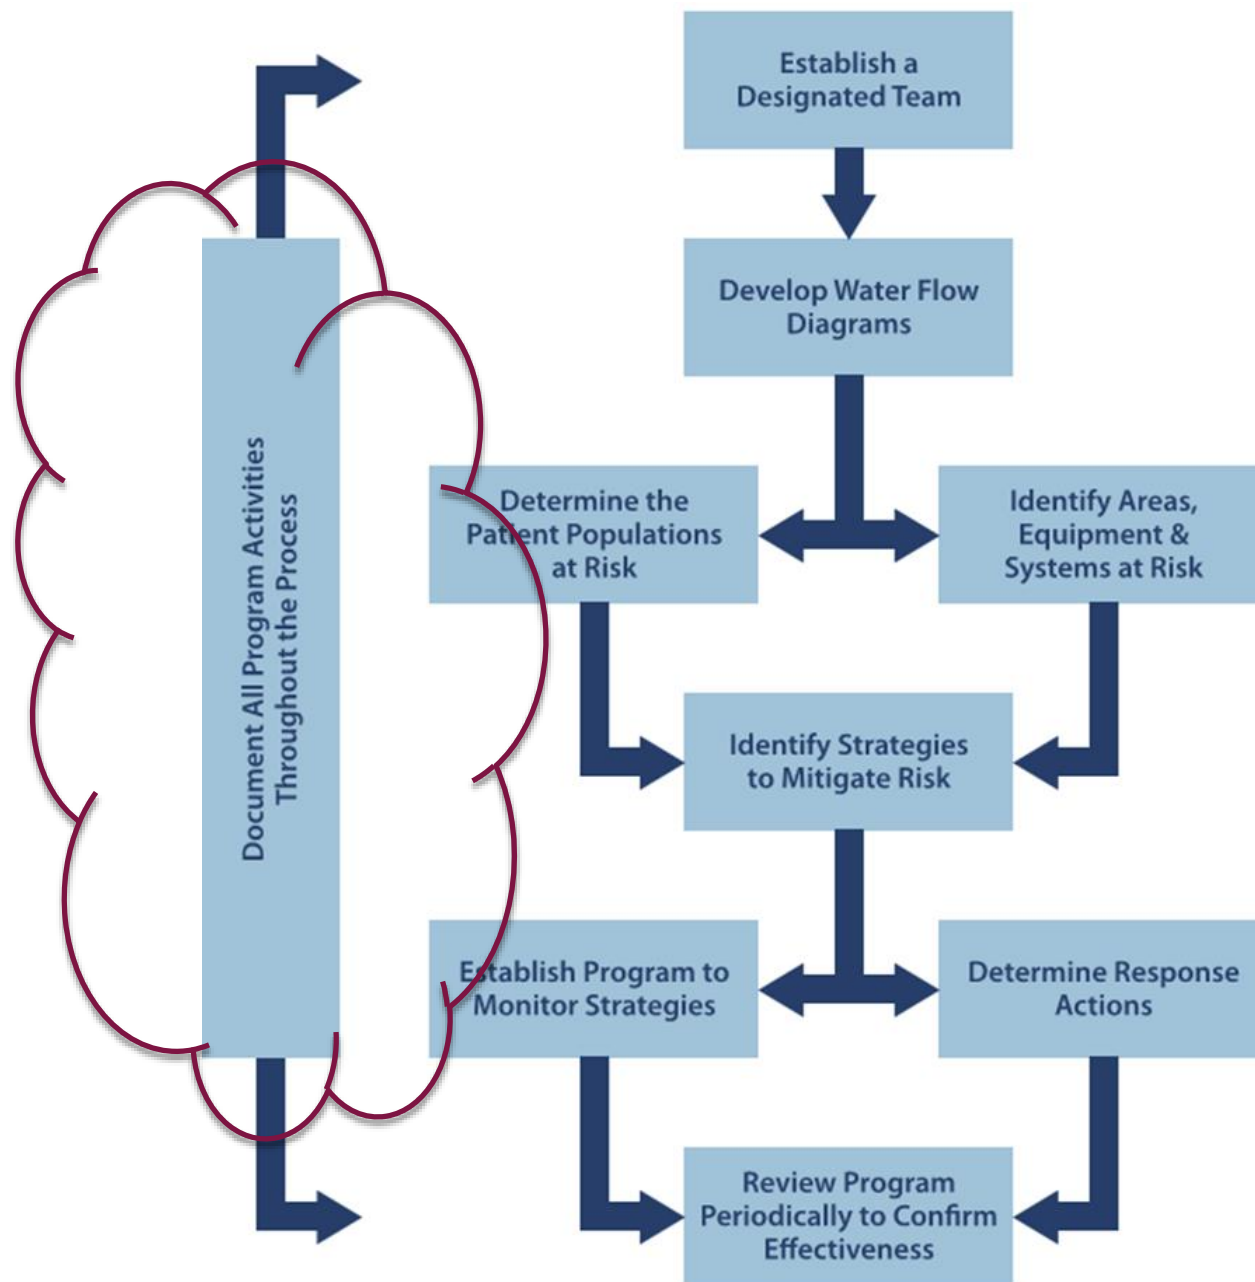 Establish a
Designated Team
Develop Water Flow
Diagrams
Document All Program Activities
Throughout the Process
Determine the
Patient Populations
at Risk
Identify Areas,
Equipment &
Systems at Risk
Identify Strategies
to Mitigate Risk
Establish Program to
Monitor Strategies
Determine Response
Actions
Review Program
Periodically to Confirm
Effectiveness